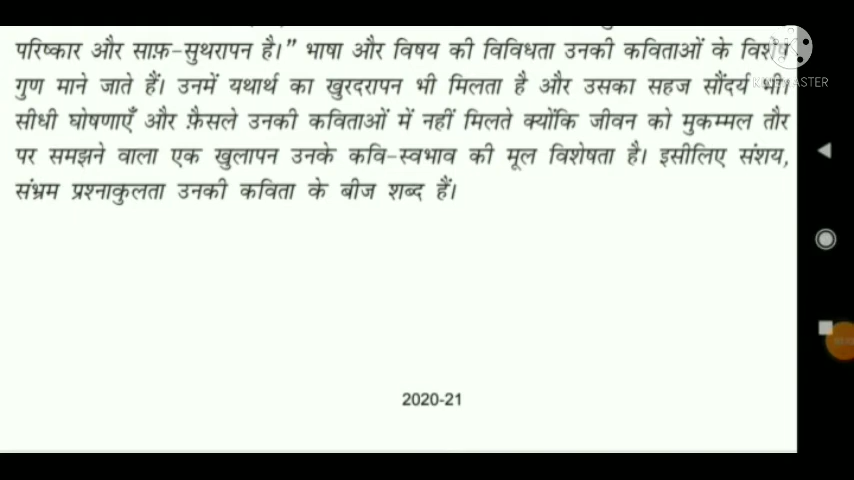 परिष्कार और साफ़-सुथरापन है।” भाषा और विषय की विविधता उनकी कविताओं के विशेष
गुण माने जाते हैं। उनमें यथार्थ का खुरदरापन भी मिलता है और उसका सहज सौंदर्य भी।
सीधी घोषणाएँ और फ़ैसले उनकी कविताओं में नहीं मिलते क्योंकि जीवन को मुकम्मल तौर
पर समझने वाला एक खुलापन उनके कवि-स्वभाव की मूल विशेषता है। इसीलिए संशय,
संभ्रम प्रश्नाकुलता उनकी कविता के बीज शब्द हैं।
2020-21